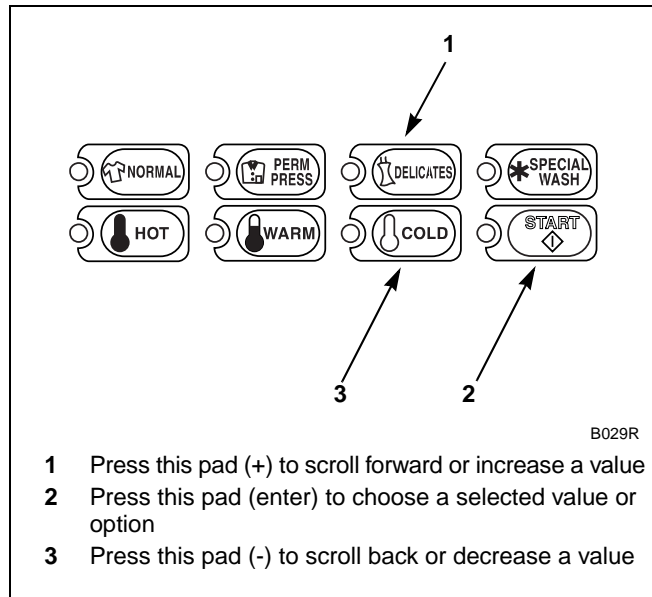 1
NORMAL
PERM
PRESS
DELICATES
SPECIAL
WASH
HOT
WARM
COLD
START
3
2
B029R
1 Press this pad (+) to scroll forward or increase a value
2 Press this pad (enter) to choose a selected value or
option
3 Press this pad (-) to scroll back or decrease a value